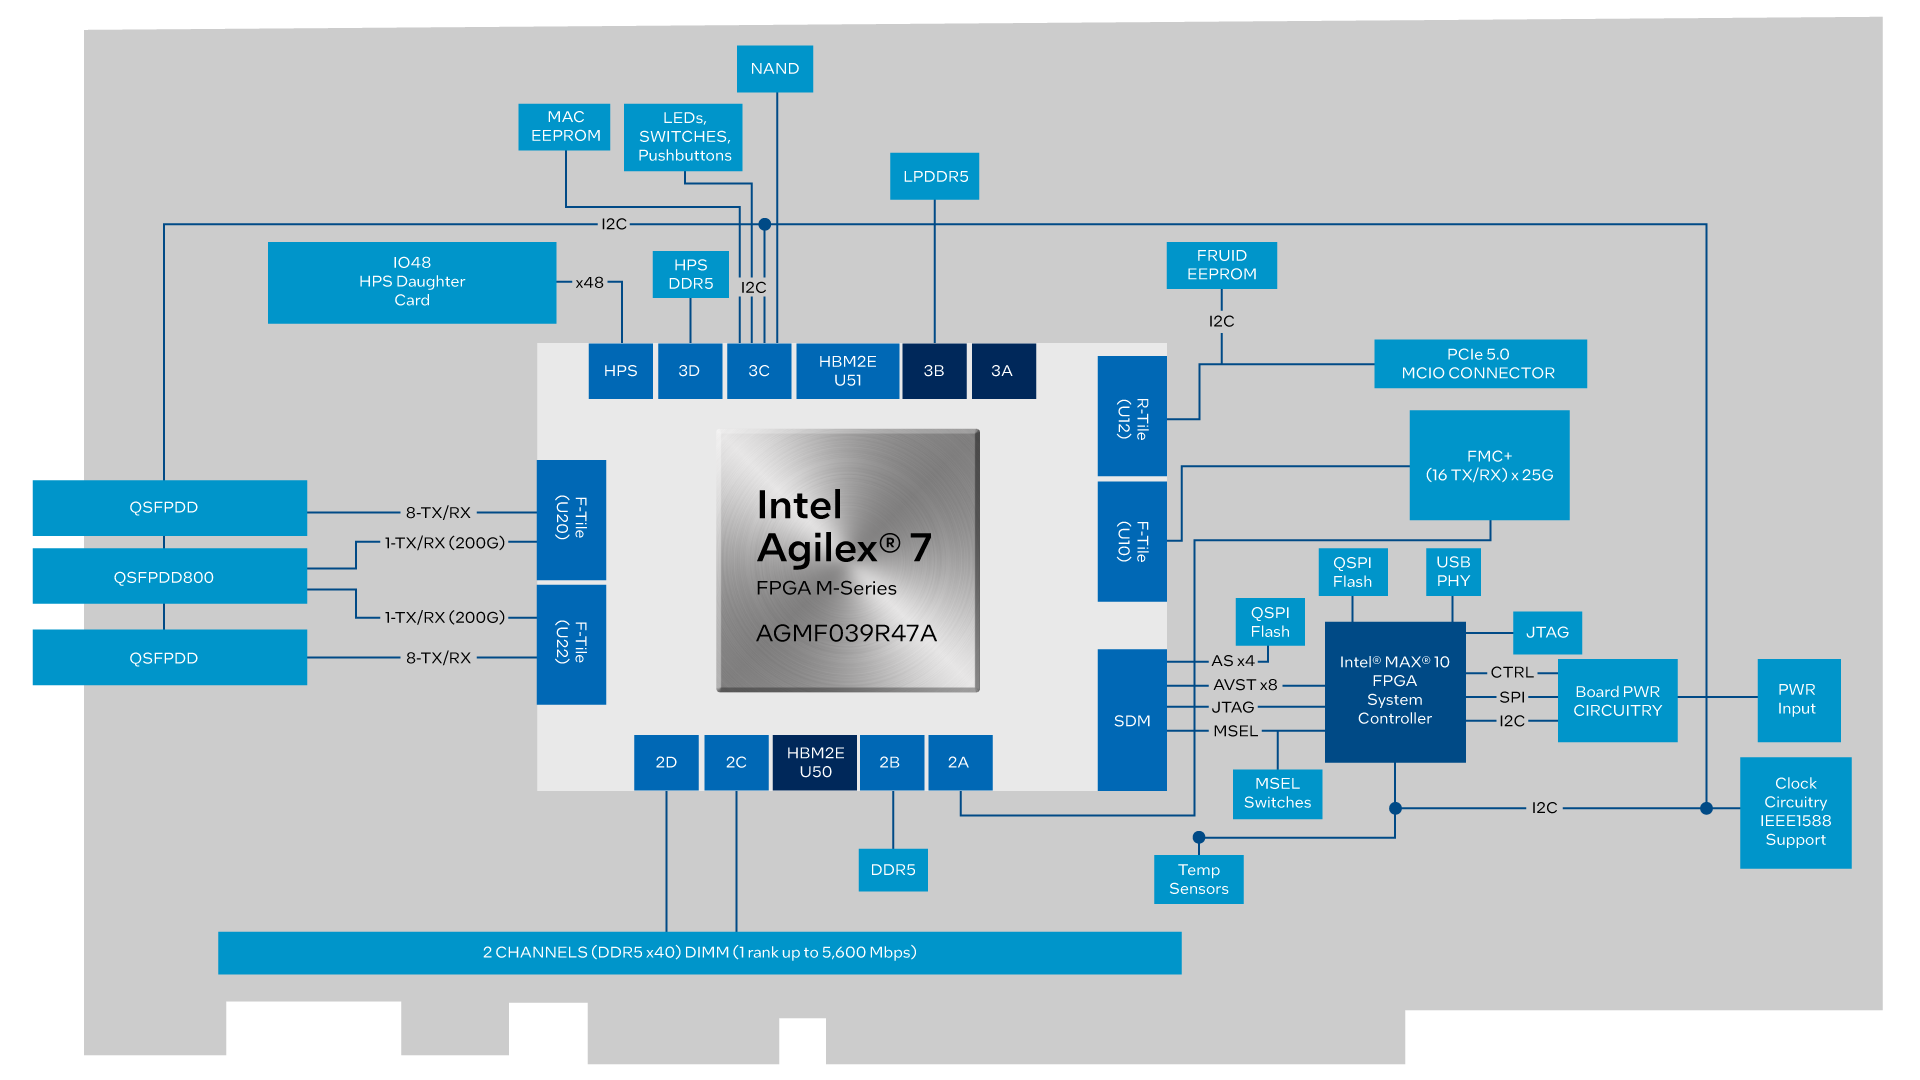 NAND
MAC
EEPROM
LEDs,
SWITCHES,
Pushbuttons
LPDDR5
I2C
IO48
HPS Daughter
Card
x48
HPS
DDR5
I2C
FRUID
EEPROM
I2C
PCIe 5.0
MCIO CONNECTOR
HPS
3D
3C
HBM2E
U51
3B
3A
R-Tile
(U12)
FMC+
(16 TX/RX) x 25G
QSFPDD
8-TX/RX
F-Tile
(U20)
1-TX/RX (200G)
QSFPDD800
1-TX/RX (200G)
QSFPDD
8-TX/RX
F-Tile
(U22)
Intel
Agilex® 7
FPGA M-Series
AGMF039R47A
F-Tile
(U10)
QSPI
Flash
USB
PHY
QSPI
Flash
JTAG
AS x4
AVST x8
JTAG
MSEL
SDM
Intel® MAX® 10
FPGA
System
Controller
CTRL
SPI
I2C
Board PWR
CIRCUITRY
PWR
Input
MSEL
Switches
I2C
Clock
Circuitry
IEEE1588
Support
2D
2C
HBM2E
U50
2B
2A
DDR5
Temp
Sensors
2 CHANNELS (DDR5 x40) DIMM (1 rank up to 5,600 Mbps)